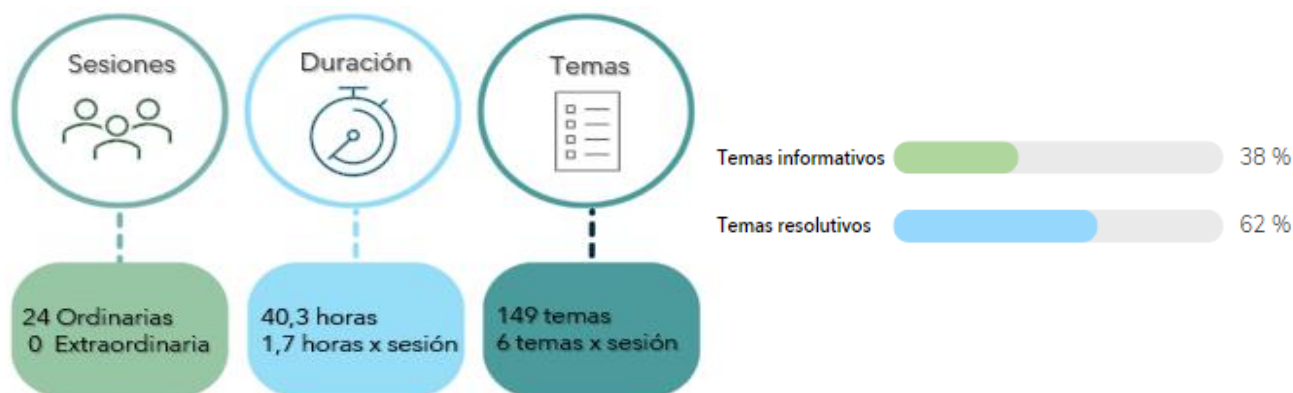 Sesiones
Duración
Temas
24 Ordinarias
0 Extraordinaria
40,3 horas
1,7 horas x sesión
149 temas
6 temas x sesión
Temas informativos 38 %
Temas resolutivos 62 %